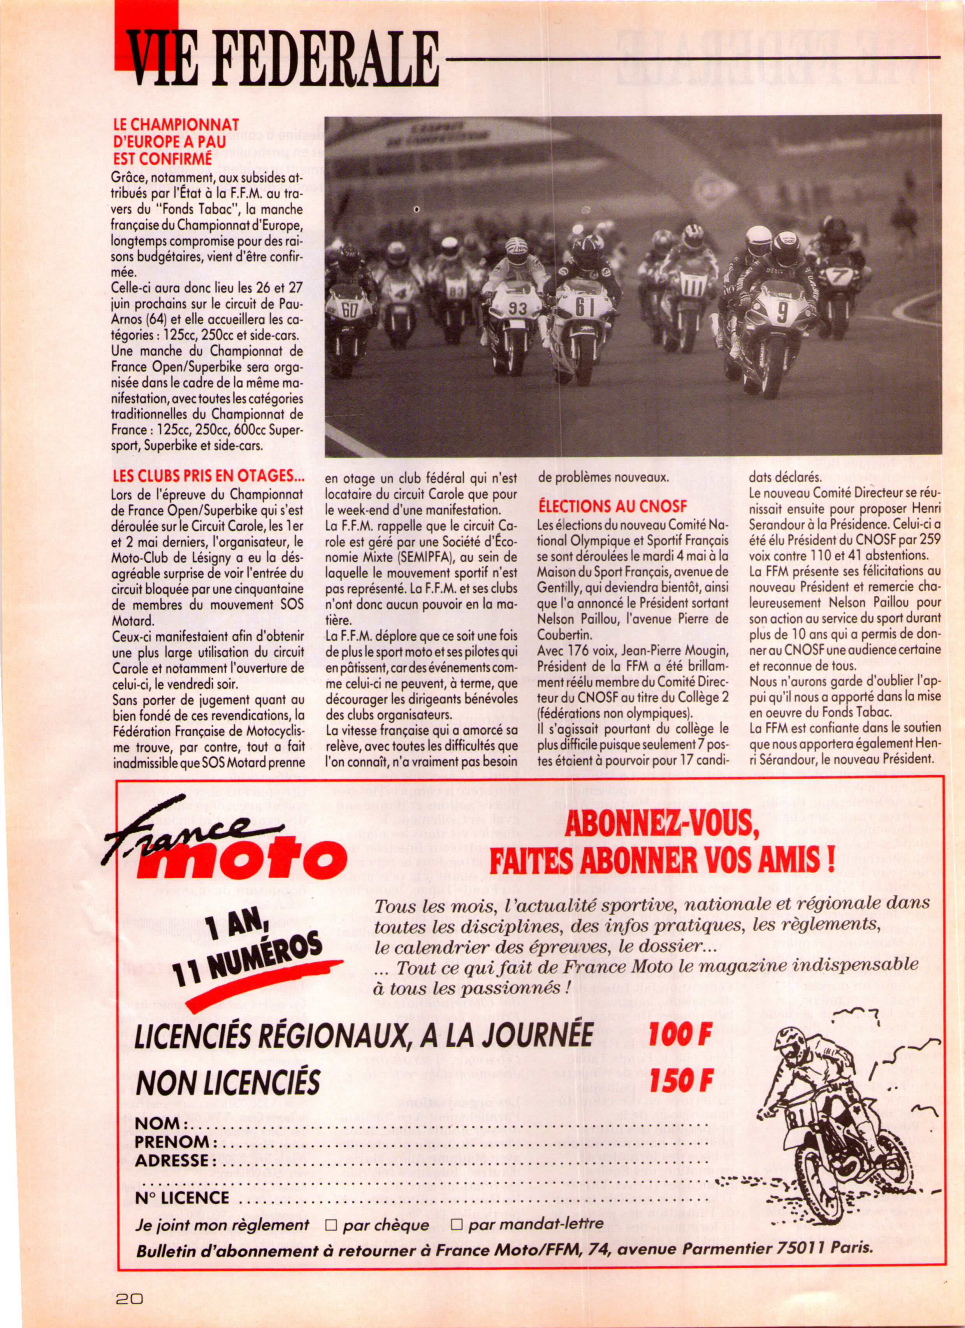 VIE FEDERALE
LE CHAMPIONNAT
D'EUROPE A PAU
EST CONFIRMÉ
Grâce, notamment, aux subsides at-
tribués par l'État à la F.F.M. au tra-
vers du "Fonds Tabac", la manche
française du Championnat d'Europe,
longtemps compromise pour des rai-
sons budgétaires, vient d'être confir-
mée.
Celle-ci aura donc lieu les 26 et 27
juin prochains sur le circuit de Pau-
Arnos (64) et elle accueillera les ca-
tégories : 125cc, 250cc et side-cars.
Une manche du Championnat de
France Open/Superbike sera orga-
nisée dans le cadre de la même ma-
nifestation, avec toutes les catégories
traditionnelles du Championnat de
France : 125cc, 250cc, 600cc Super-
sport, Superbike et side-cars.
60
4
83
93
61
111
9
7
LES CLUBS PRIS EN OTAGES...
Lors de l'épreuve du Championnat
de France Open/Superbike qui s'est
déroulée sur le Circuit Carole, les 1er
et 2 mai derniers, l'organisateur, le
Moto-Club de Lésigny a eu la dés-
agréable surprise de voir l'entrée du
circuit bloquée par une cinquantaine
de membres du mouvement SOS
Motard.
Ceux-ci manifestaient afin d'obtenir
une plus large utilisation du circuit
Carole et notamment l'ouverture de
celui-ci, le vendredi soir.
Sans porter de jugement quant au
bien fondé de ces revendications, la
Fédération Française de Motocyclis-
me trouve, par contre, tout a fait
inadmissible que SOS Motard prenne
en otage un club fédéral qui n'est
locataire du circuit Carole que pour
le week-end d'une manifestation.
La F.F.M. rappelle que le circuit Ca-
role est géré par une Société d'Éco-
nomie Mixte (SEMIPFA), au sein de
laquelle le mouvement sportif n'est
pas représenté. La F.F.M. et ses clubs
n'ont donc aucun pouvoir en la ma-
tière.
La F.F.M. déplore que ce soit une fois
de plus le sport moto et ses pilotes qui
en pâtissent, car des événements com-
me celui-ci ne peuvent, à terme, que
décourager les dirigeants bénévoles
des clubs organisateurs.
La vitesse française qui a amorcé sa
relève, avec toutes les difficultés que
l'on connaît, n'a vraiment pas besoin
de problèmes nouveaux.
ÉLECTIONS AU CNOSF
Les élections du nouveau Comité Na-
tional Olympique et Sportif Français
se sont déroulées le mardi 4 mai à la
Maison du Sport Français, avenue de
Gentilly, qui deviendra bientôt, ainsi
que l'a annoncé le Président sortant
Nelson Paillou, l'avenue Pierre de
Coubertin.
Avec 176 voix, Jean-Pierre Mougin,
Président de la FFM a été brillam-
ment réélu membre du Comité Direc-
teur du CNOSF au titre du Collège 2
(fédérations non olympiques).
Il s'agissait pourtant du collège le
plus difficile puisque seulement 7 pos-
tes étaient à pourvoir pour 17 candi-
dats déclarés.
Le nouveau Comité Directeur se réu-
nissait ensuite pour proposer Henri
Serandour à la Présidence. Celui-ci a
été élu Président du CNOSF par 259
voix contre 110 et 41 abstentions.
La FFM présente ses félicitations au
nouveau Président et remercie cha-
leureusement Nelson Paillou pour
son action au service du sport durant
plus de 10 ans qui a permis de don-
ner au CNOSF une audience certaine
et reconnue de tous.
Nous n'aurons garde d'oublier l'ap-
pui qu'il nous a apporté dans la mise
en oeuvre du Fonds Tabac.
La FFM est confiante dans le soutien
que nous apportera également Hen-
ri Sérandour, le nouveau Président.
France
moto
1 AN,
11 NUMÉROS
ABONNEZ-VOUS,
FAITES ABONNER VOS AMIS !
Tous les mois, l'actualité sportive, nationale et régionale dans
toutes les disciplines, des infos pratiques, les règlements,
le calendrier des épreuves, le dossier...
... Tout ce qui fait de France Moto le magazine indispensable
à tous les passionnés !
LICENCIÉS RÉGIONAUX, A LA JOURNÉE 100 F
NON LICENCIÉS 150 F
NOM :
PRENOM :
ADRESSE :
N° LICENCE
Je joint mon règlement □ par chèque □ par mandat-lettre
Bulletin d'abonnement à retourner à France Moto/FFM, 74, avenue Parmentier 75011 Paris.
20